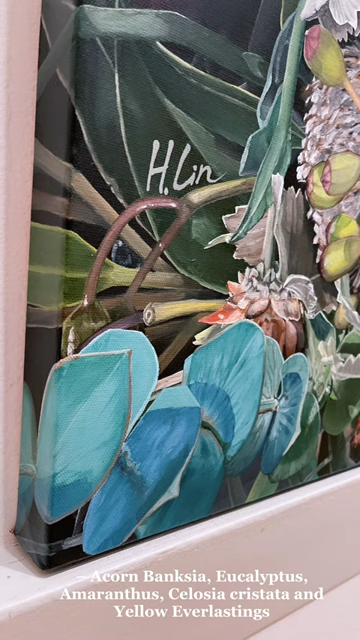 H.Lin
– Acorn Banksia, Eucalyptus,
Amaranthus, Celosia cristata and
Yellow Everlastings